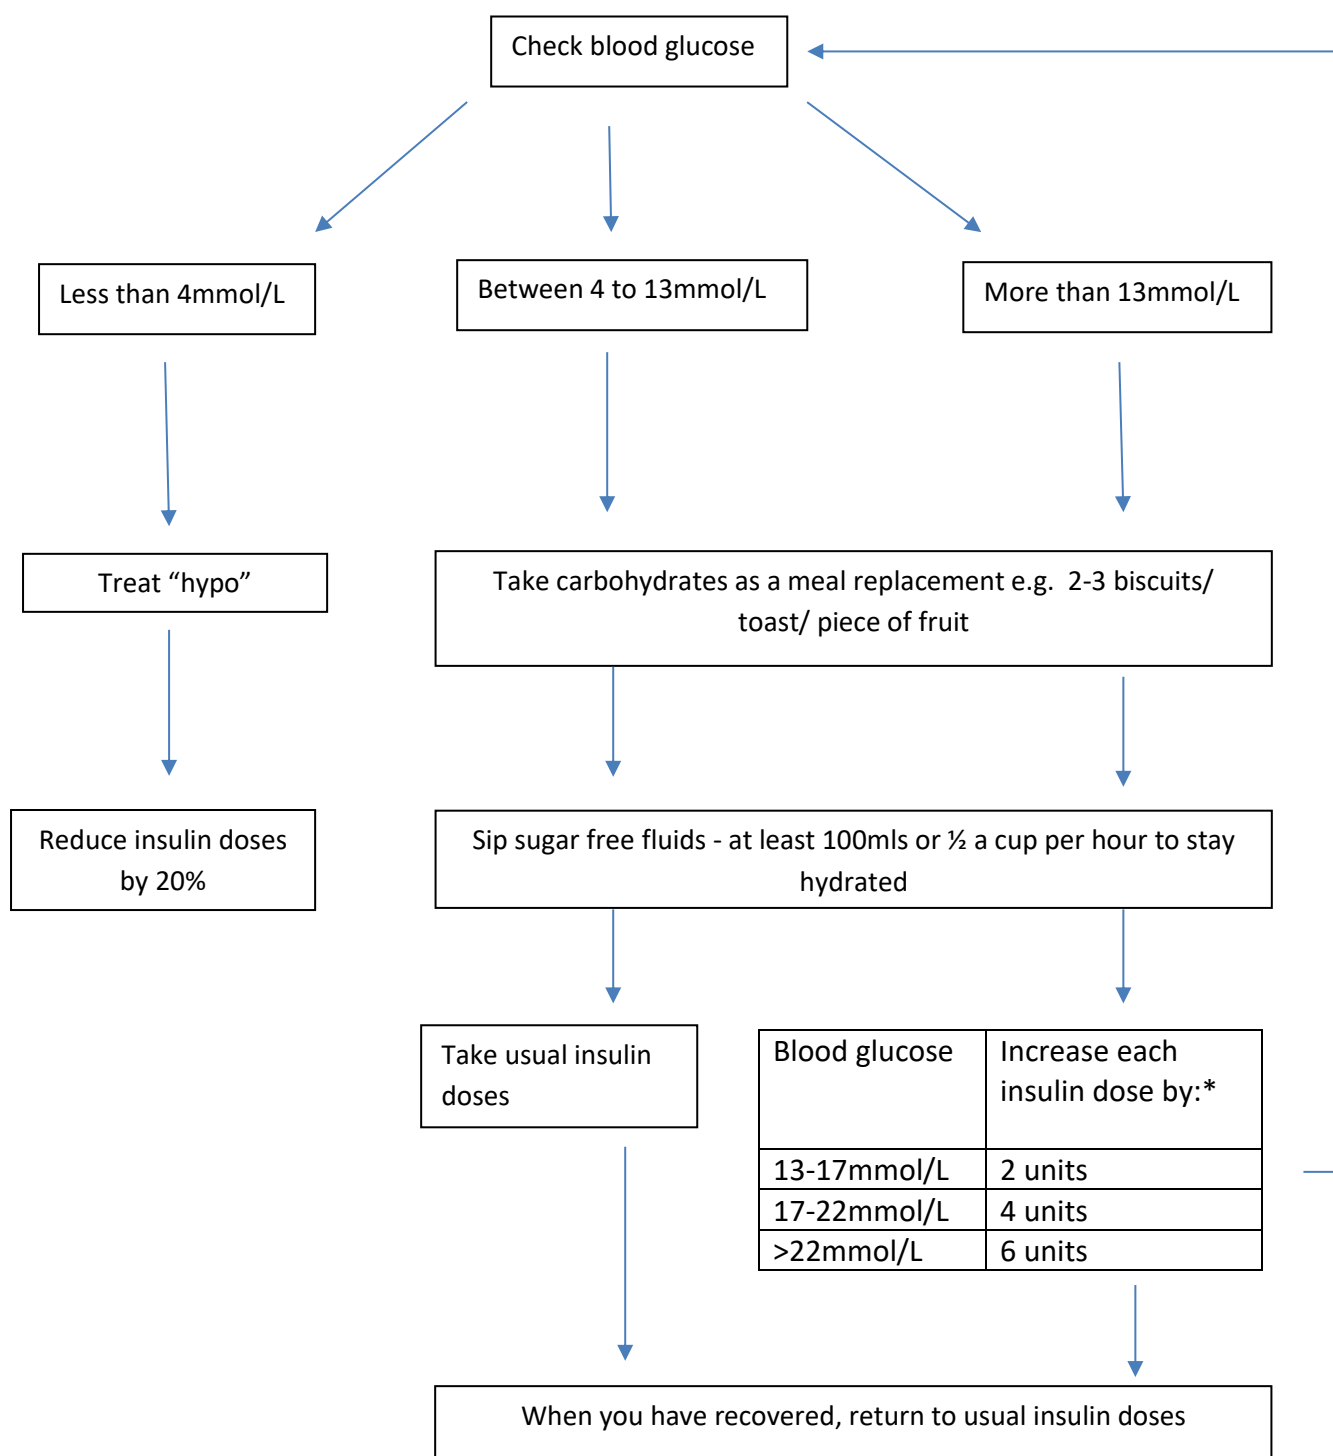 Check blood glucose
Less than 4mmol/L
Between 4 to 13mmol/L
More than 13mmol/L
Treat “hypo”
Take carbohydrates as a meal replacement e.g.  2-3 biscuits/
toast/ piece of fruit
Reduce insulin doses
by 20%
Sip sugar free fluids - at least 100mls or ½ a cup per hour to stay
hydrated
Take usual insulin
doses
Blood glucose
Increase each
insulin dose by:*
13-17mmol/L
2 units
17-22mmol/L
4 units
>22mmol/L
6 units
When you have recovered, return to usual insulin doses